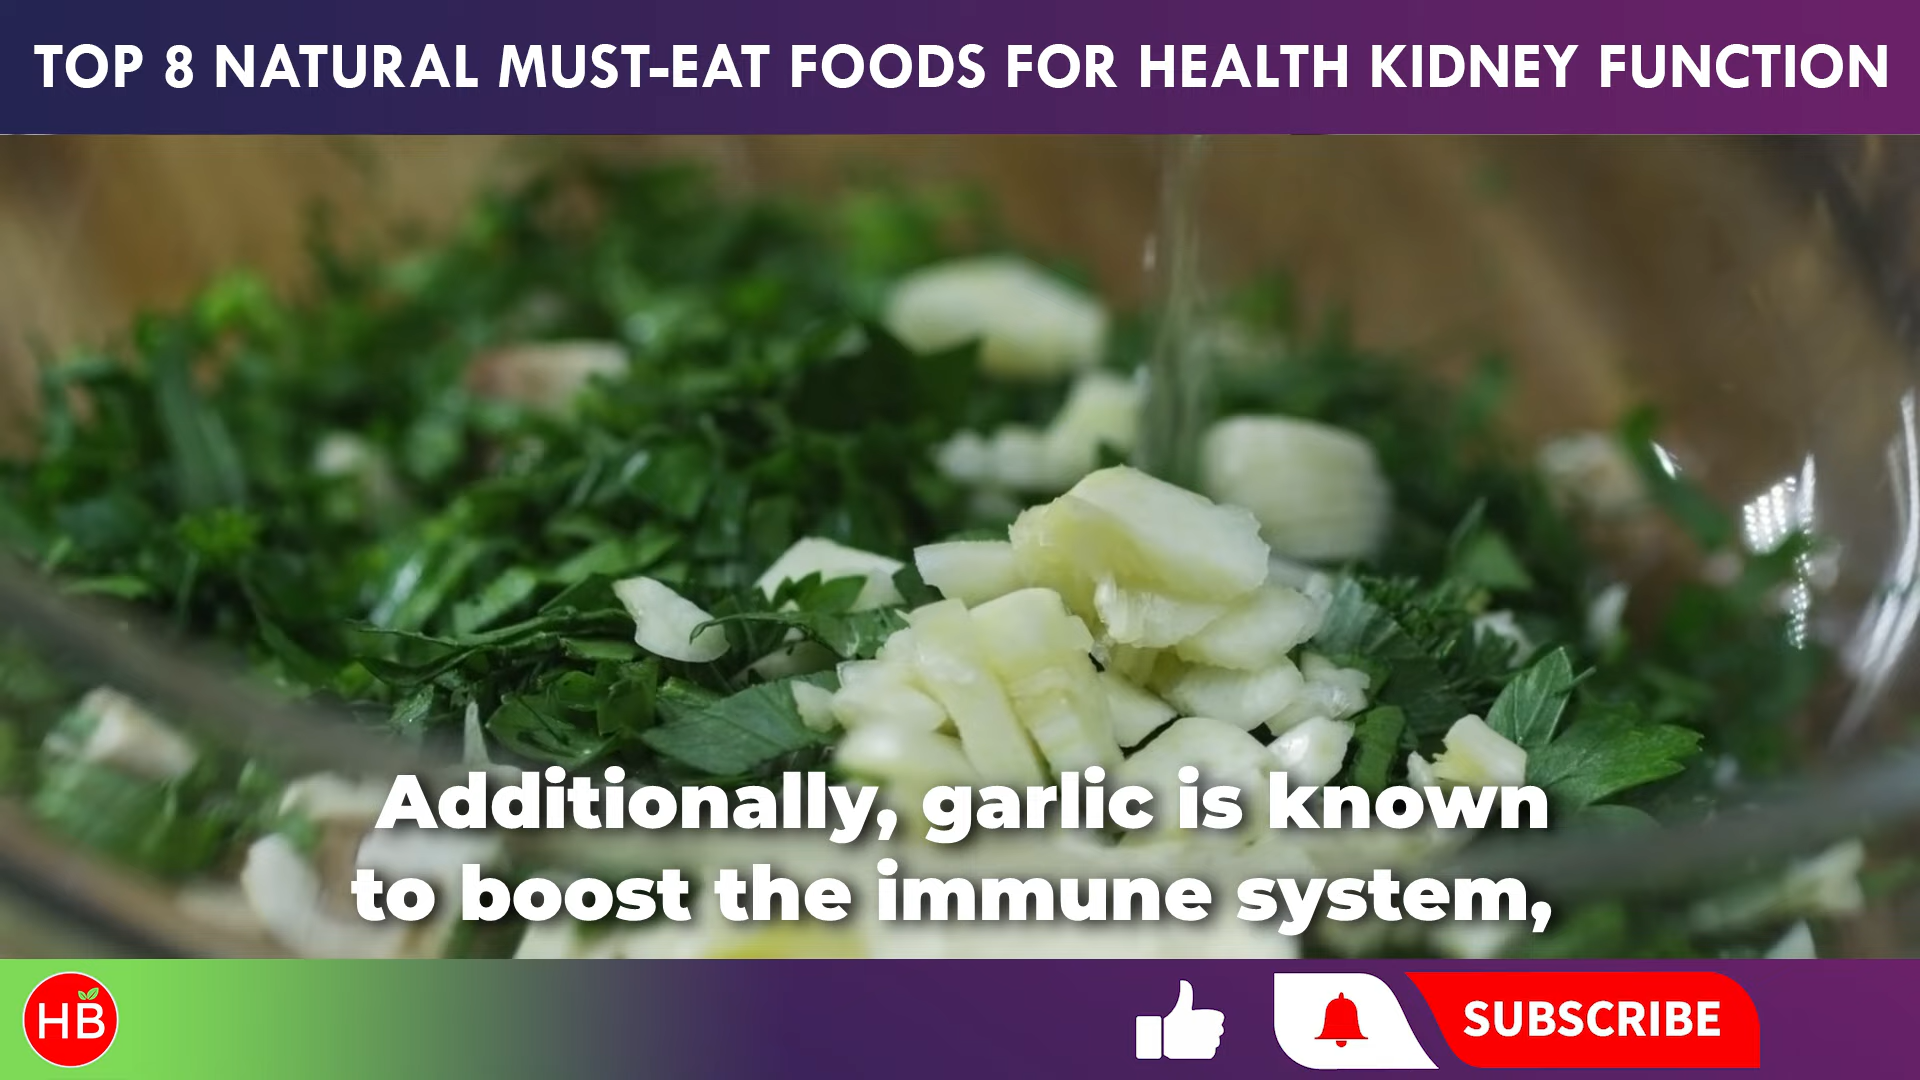 TOP 8 NATURAL MUST-EAT FOODS FOR HEALTH KIDNEY FUNCTION
Additionally, garlic is known
to boost the immune system,
HB
SUBSCRIBE